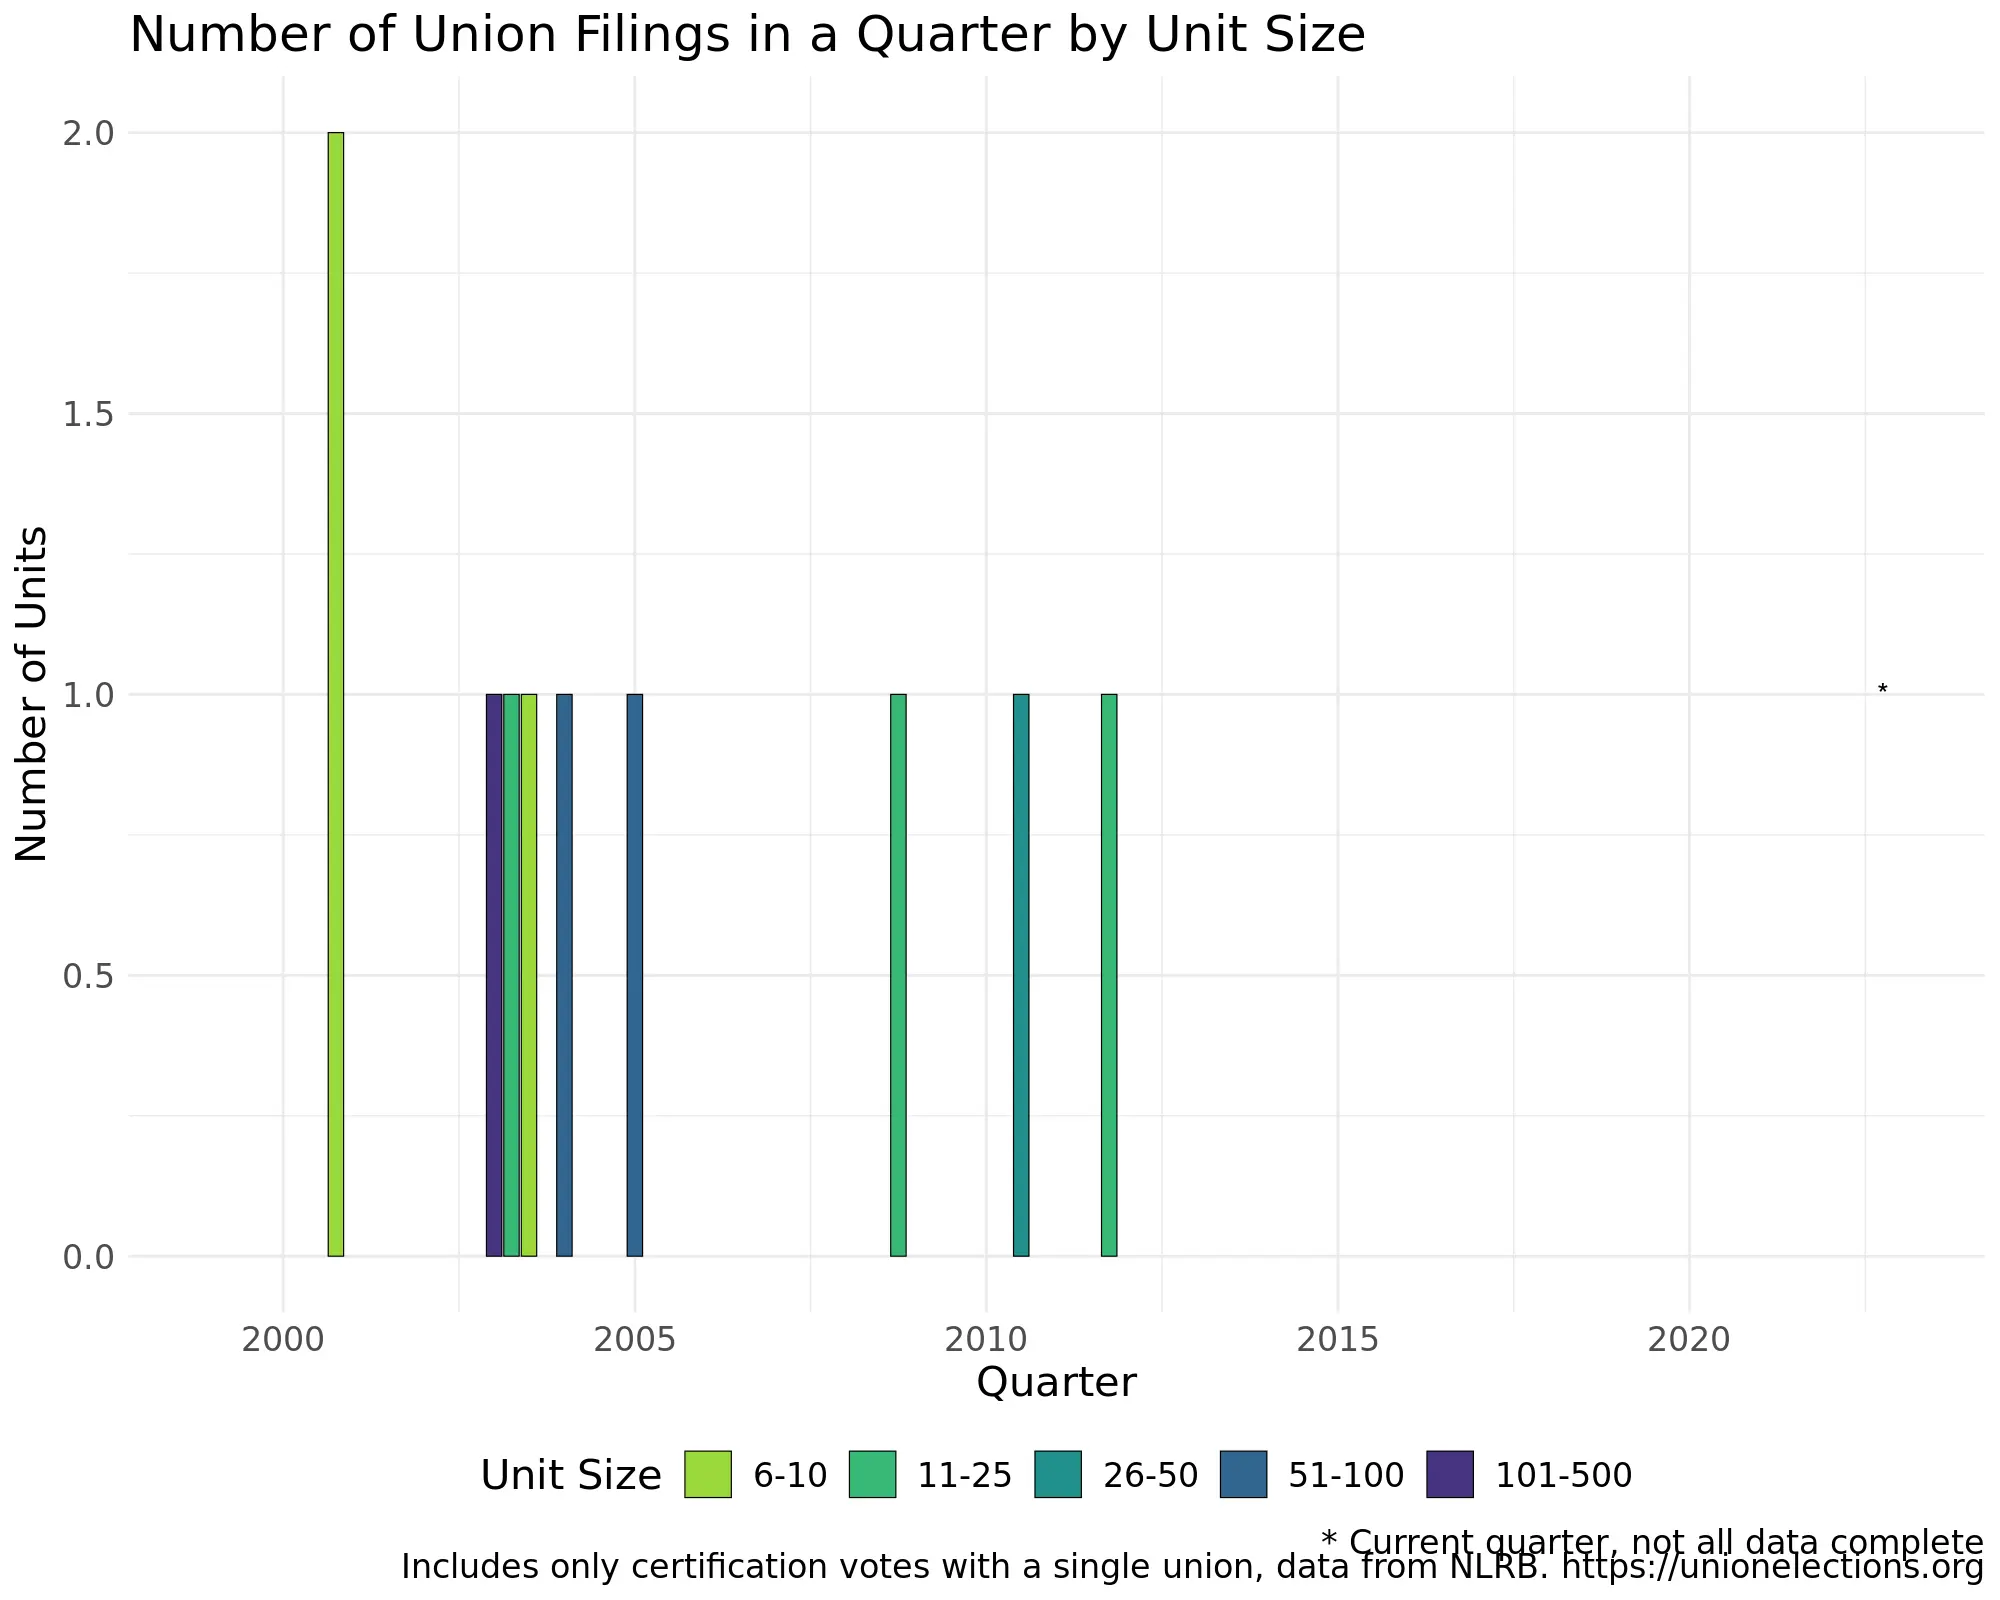 Number of Union Filings in a Quarter by Unit Size
Number of Units
2.0
1.5
1.0
0.5
0.0
*
2000 2005 2010 2015 2020
Quarter
Unit Size 6-10 11-25 26-50 51-100 101-500
* Current quarter, not all data complete
Includes only certification votes with a single union, data from NLRB. https://unionelections.org